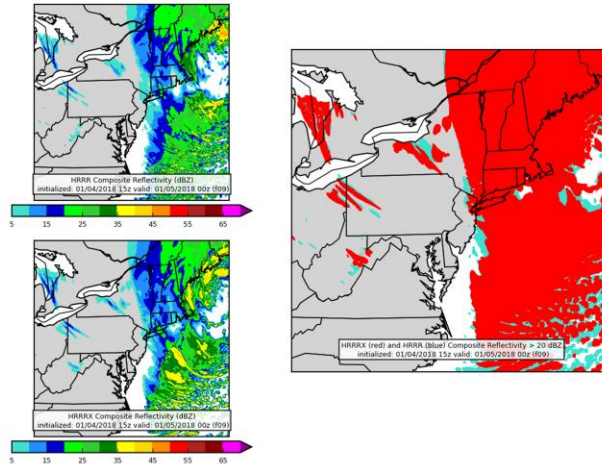 HRRR Composite Reflectivity (dBZ)
initialized: 01/04/2018 15z valid: 01/05/2018 00z (f09)
5 15 25 35 45 55 65
HRRRX Composite Reflectivity (dBZ)
initialized: 01/04/2018 15z valid: 01/05/2018 00z (f09)
5 15 25 35 45 55 65
HRRRX (red) and HRRR (blue) Composite Reflectivity > 20 dBZ
initialized: 01/04/2018 15z valid: 01/05/2018 00z (f09)